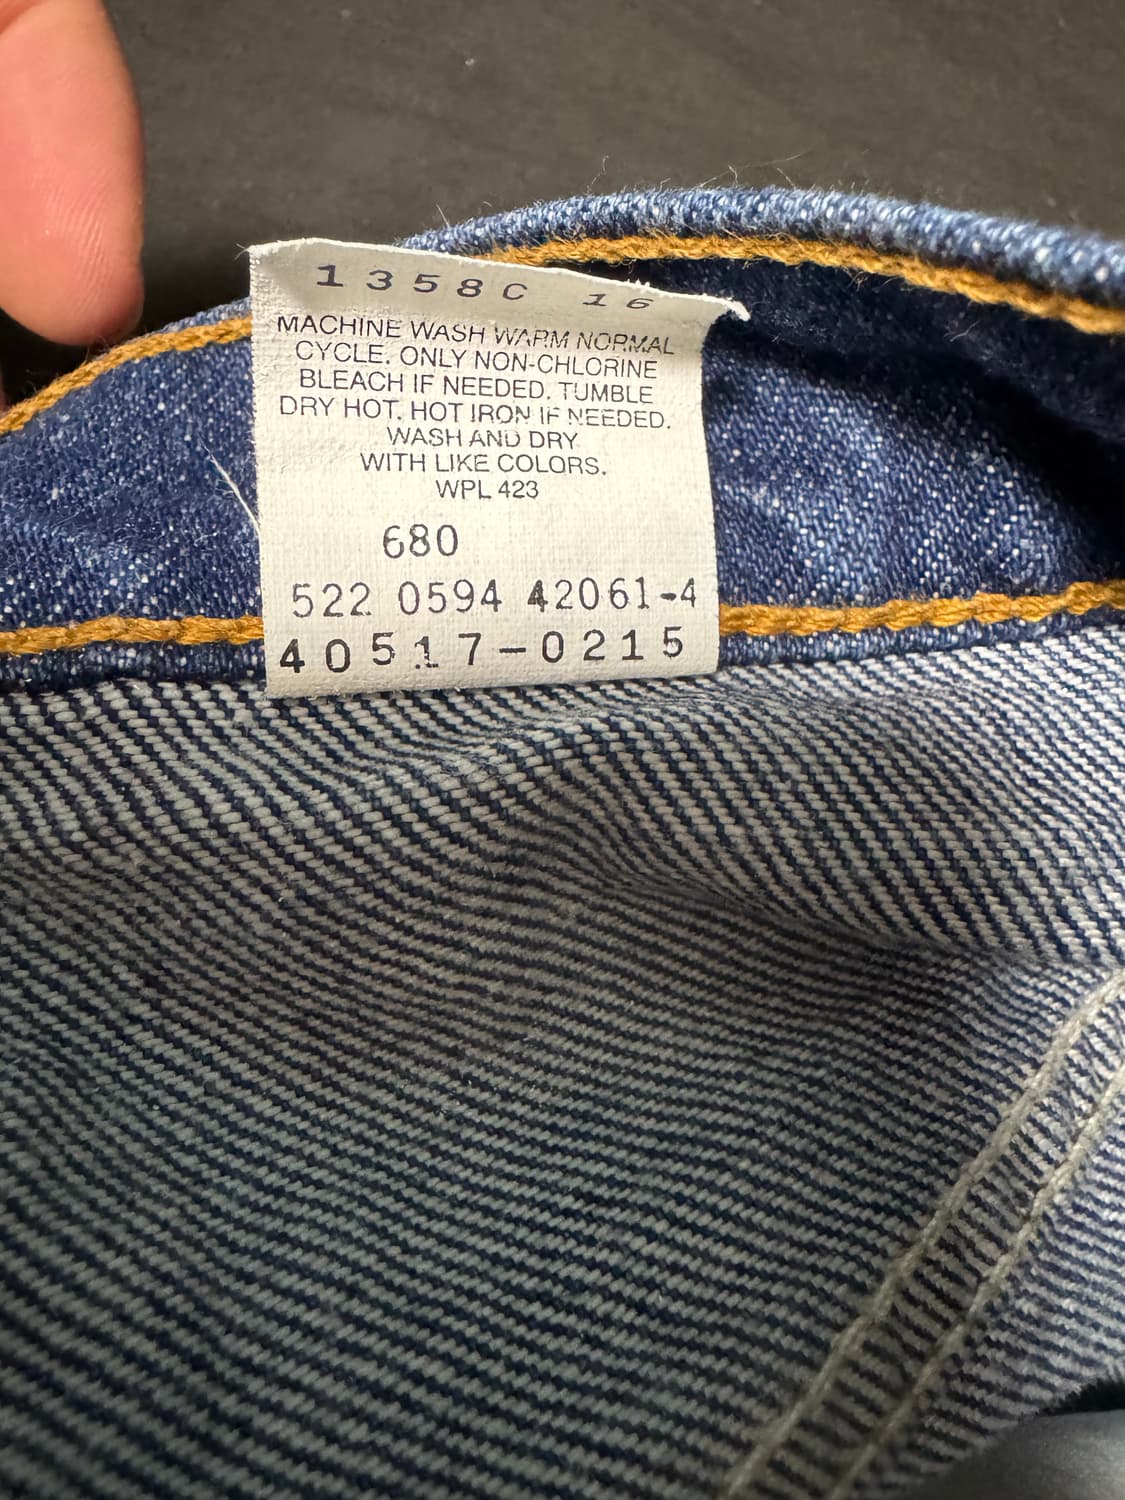 1358C 16
MACHINE WASH WARM NORMAL
CYCLE. ONLY NON-CHLORINE
BLEACH IF NEEDED. TUMBLE
DRY HOT. HOT IRON IF NEEDED.
WASH AND DRY
WITH LIKE COLORS.
WPL 423
680
522 0594 42061-4
40517-0215